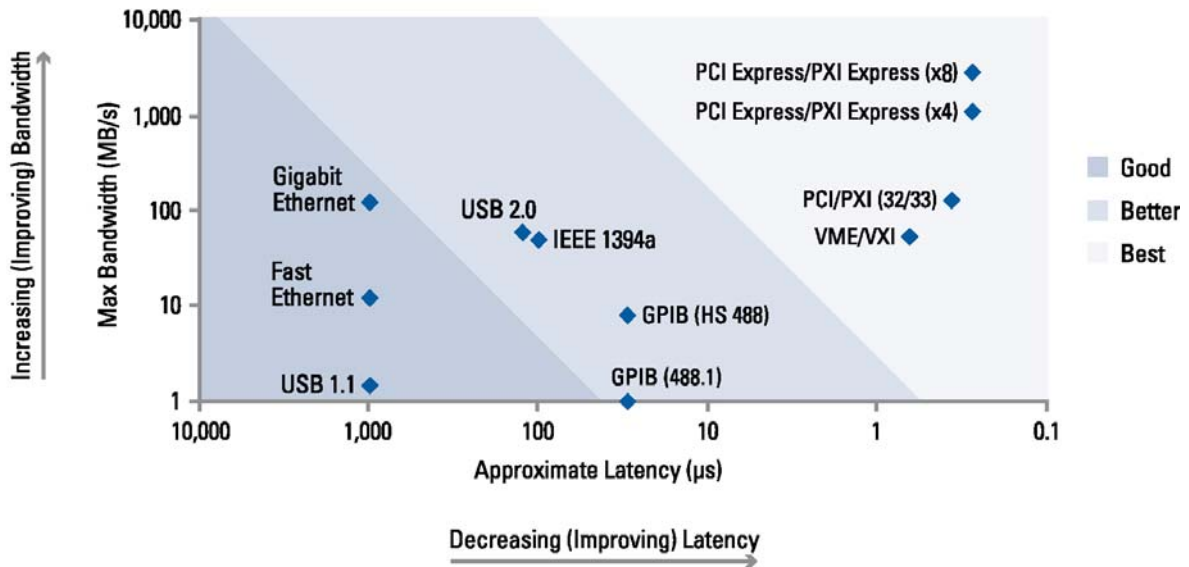 Increasing (Improving) Bandwidth
Max Bandwidth (MB/s)
10,000
1,000
100
10
1
PCI Express/PXI Express (x8)
PCI Express/PXI Express (x4)
Gigabit
Ethernet
USB 2.0
IEEE 1394a
PCI/PXI (32/33)
VME/VXI
Fast
Ethernet
GPIB (HS 488)
USB 1.1
GPIB (488.1)
Good
Better
Best
10,000
1,000
100
10
1
0.1
Approximate Latency (µs)
Decreasing (Improving) Latency